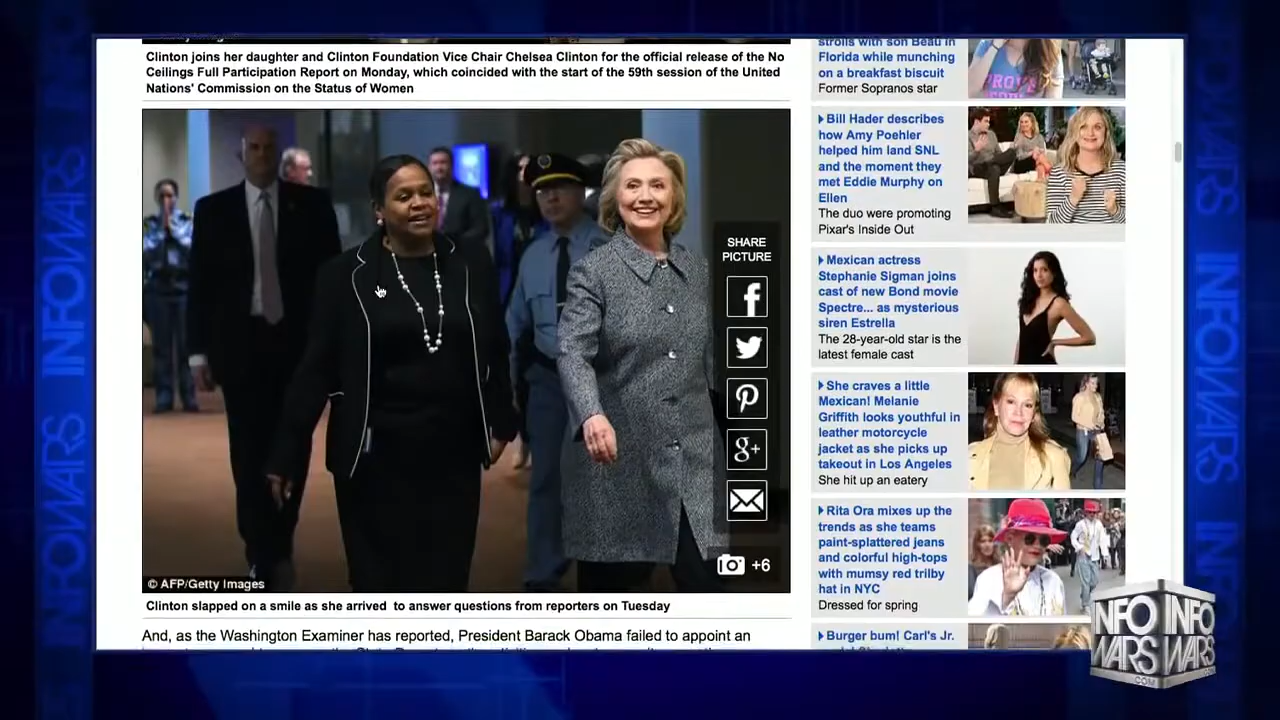 Clinton joins her daughter and Clinton Foundation Vice Chair Chelsea Clinton for the official release of the No
Ceilings Full Participation Report on Monday, which coincided with the start of the 59th session of the United
Nations' Commission on the Status of Women
SHARE
PICTURE
f
g+
+6
© AFP/Getty Images
Clinton slapped on a smile as she arrived to answer questions from reporters on Tuesday
And, as the Washington Examiner has reported, President Barack Obama failed to appoint an
strolls with son Beau in
Florida while munching
on a breakfast biscuit
Former Sopranos star
Bill Hader describes
how Amy Poehler
helped him land SNL
and the moment they
met Eddie Murphy on
Ellen
The duo were promoting
Pixar's Inside Out
Mexican actress
Stephanie Sigman joins
cast of new Bond movie
Spectre... as mysterious
siren Estrella
The 28-year-old star is the
latest female cast
She craves a little
Mexican! Melanie
Griffith looks youthful in
leather motorcycle
jacket as she picks up
takeout in Los Angeles
She hit up an eatery
Rita Ora mixes up the
trends as she teams
paint-splattered jeans
and colorful high-tops
with mumsy red trilby
hat in NYC
Dressed for spring
Burger bum! Carl's Jr.
INFOWARS
INFOWARS
INFO
WARS
.COM
INFO
WARS